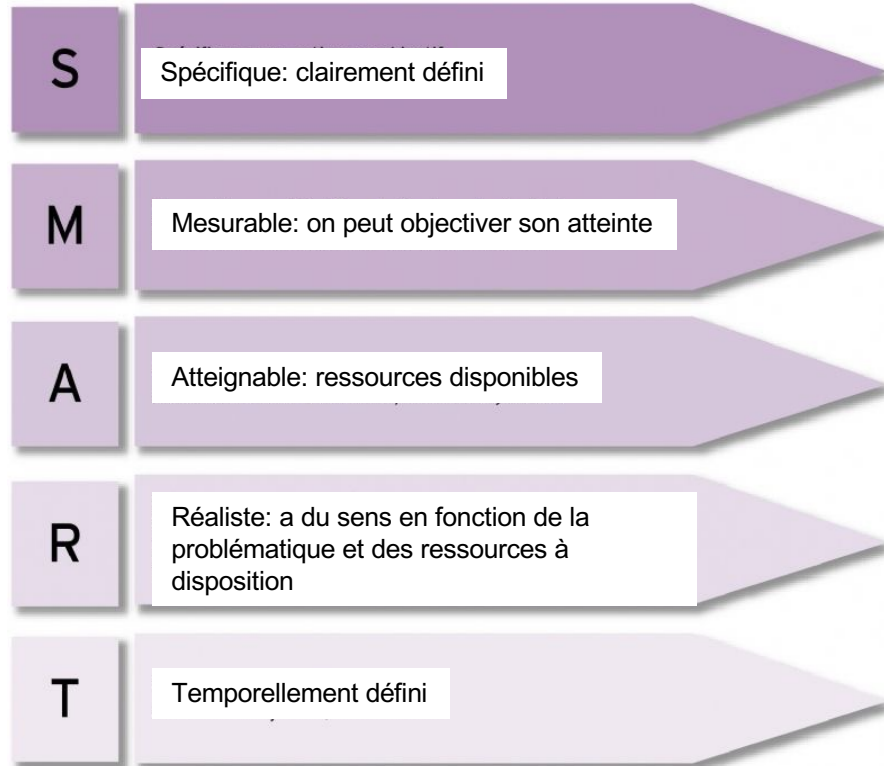 S
Spécifique: clairement défini
M
Mesurable: on peut objectiver son atteinte
A
Atteignable: ressources disponibles
R
Réaliste: a du sens en fonction de la
problématique et des ressources à
disposition
T
Temporellement défini